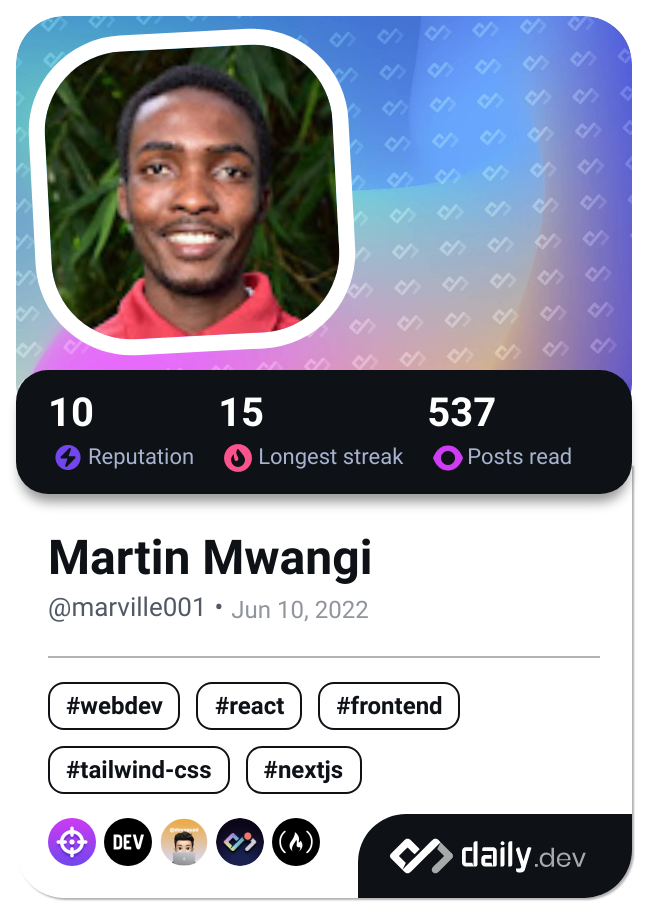 10 15 537
Reputation Longest streak Posts read
Martin Mwangi
@marville001 • Jun 10, 2022
#webdev #react #frontend
#tailwind-css #nextjs
DEV
daily.dev